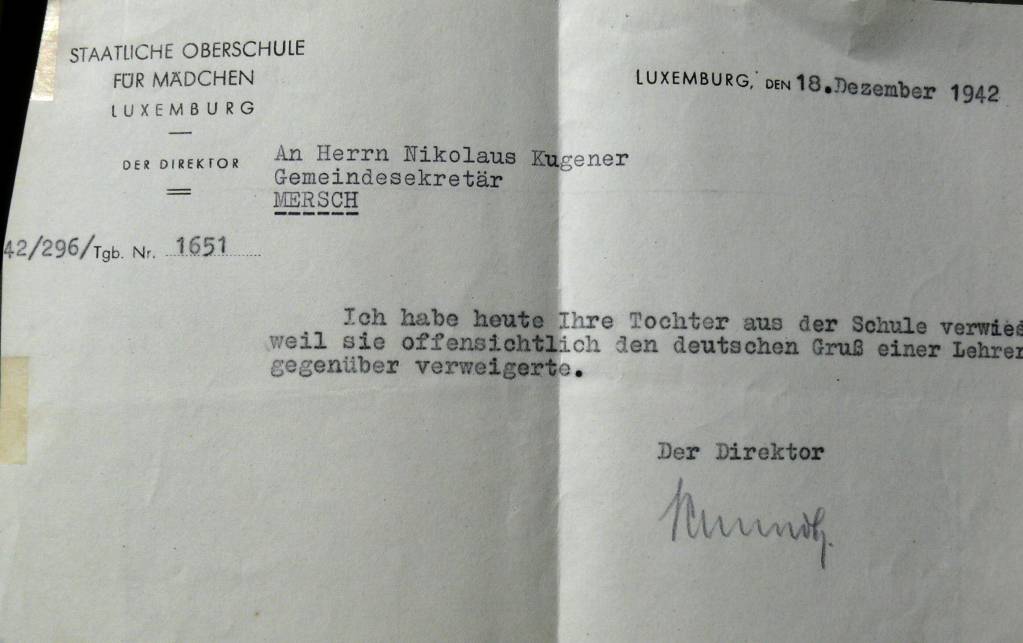 STAATLICHE OBERSCHULE
FÜR MÄDCHEN
LUXEMBURG
DER DIREKTOR
LUXEMBURG, DEN 18.Dezember 1942
An Herrn Nikolaus Kugener
Gemeindesekretär
MERSCH
42/296/Tgb. Nr. 1651
Ich habe heute Ihre Tochter aus der Schule verwies
weil sie offensichtlich den deutschen Gruß einer Lehrer
gegenüber verweigerte.
Der Direktor